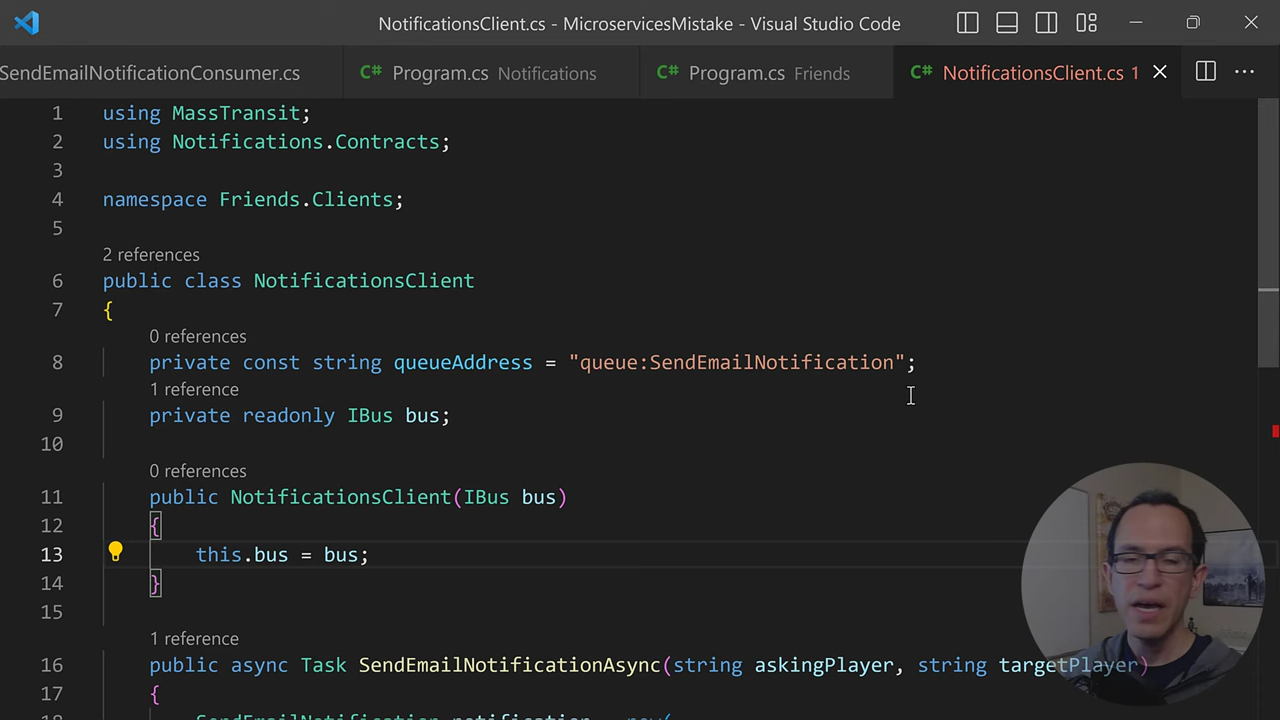 NotificationsClient.cs - MicroservicesMistake - Visual Studio Code
SendEmailNotificationConsumer.cs
C# Program.cs Notifications
C# Program.cs Friends
C# NotificationsClient.cs 1
1 using MassTransit;
2 using Notifications.Contracts;
3
4 namespace Friends.Clients;
5
2 references
6 public class NotificationsClient
7 {
0 references
8 private const string queueAddress = "queue:SendEmailNotification";
1 reference
9 private readonly IBus bus;
10
0 references
11 public NotificationsClient(IBus bus)
12 {
13 this.bus = bus;
14 }
15
1 reference
16 public async Task SendEmailNotificationAsync(string askingPlayer, string targetPlayer)
17 {
18 SendEmailNotification notification = new(